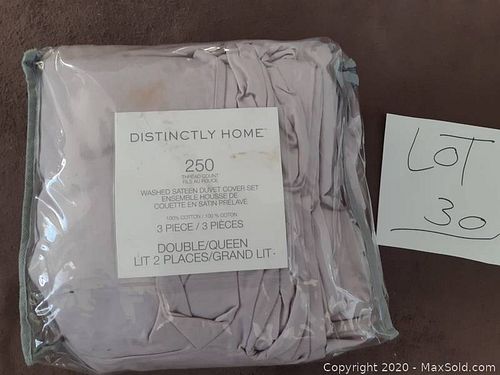 DISTINCTLY HOME™
250
THREAD COUNT
FILS AU POUCE
WASHED SATEEN DUVET COVER SET
ENSEMBLE HOUSSE DE
COUETTE EN SATIN PRÉLAVÉ
100% COTTON / 100 % COTON
3 PIECE / 3 PIÈCES
DOUBLE/QUEEN
LIT 2 PLACES/GRAND LIT
LOT
30
Copyright 2020 - MaxSold.com